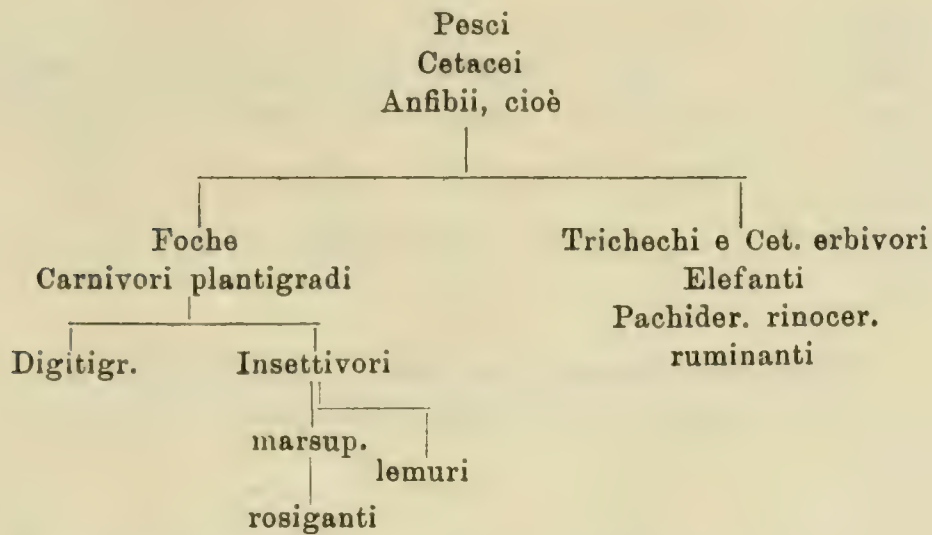 Pesci
Cetacei
Anfibii, cioè
Foche
Carnivori plantigradi
Trichechi e Cet. erbivori
Elefanti
Pachider. rinocer.
ruminanti
Digitigr.
Insettivori
marsup.
lemuri
rosiganti